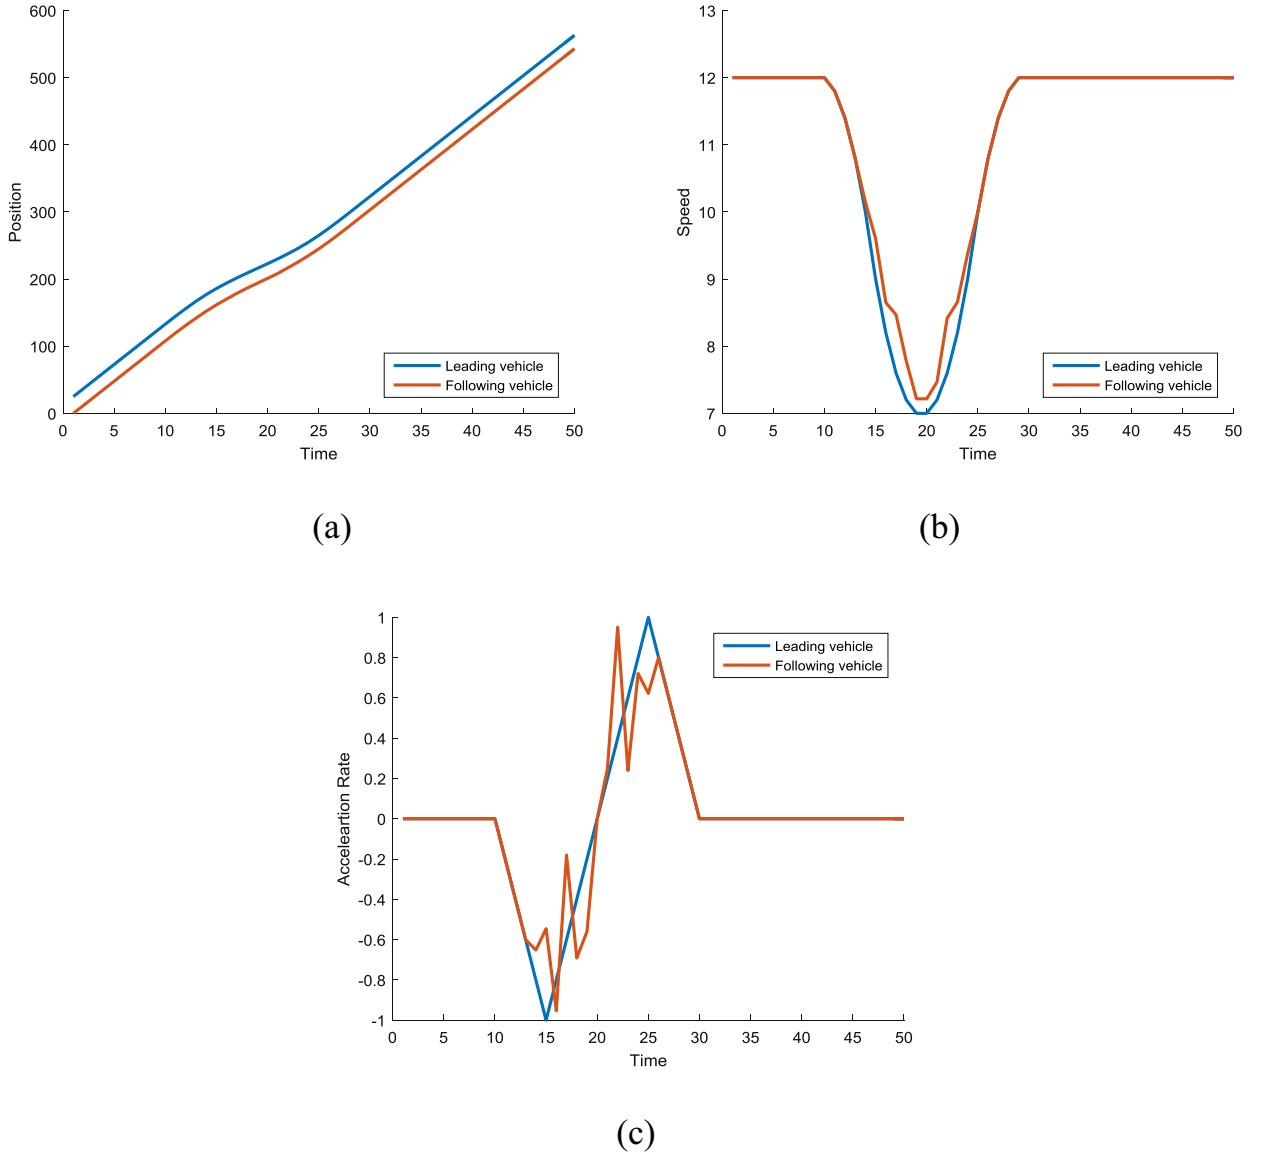 600
500
400
300
200
100
0
Position
0 5 10 15 20 25 30 35 40 45 50
Time
Leading vehicle
Following vehicle
(a)
13
12
11
10
9
8
7
Speed
0 5 10 15 20 25 30 35 40 45 50
Time
Leading vehicle
Following vehicle
(b)
1
0.8
0.6
0.4
0.2
0
-0.2
-0.4
-0.6
-0.8
-1
Acceleartion Rate
0 5 10 15 20 25 30 35 40 45 50
Time
Leading vehicle
Following vehicle
(c)